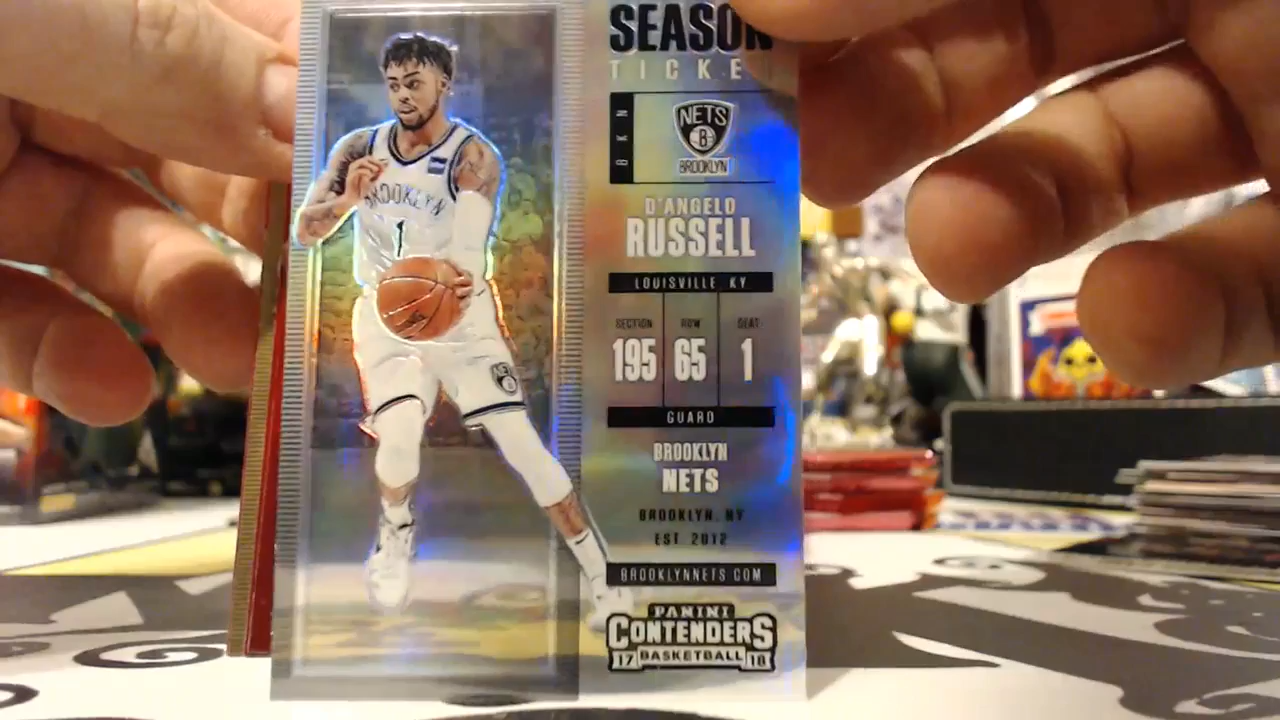 SEASON
TICKE
BKN
NETS
B
BROOKLYN
D'ANGELO
RUSSELL
LOUISVILLE, KY
SECTION ROW SEAT
195 65 1
GUARD
BROOKLYN
NETS
BROOKLYN, NY
EST. 2012
BROOKLYNNETS.COM
PANINI
CONTENDERS
17 BASKETBALL 18
BROOKLYN
1